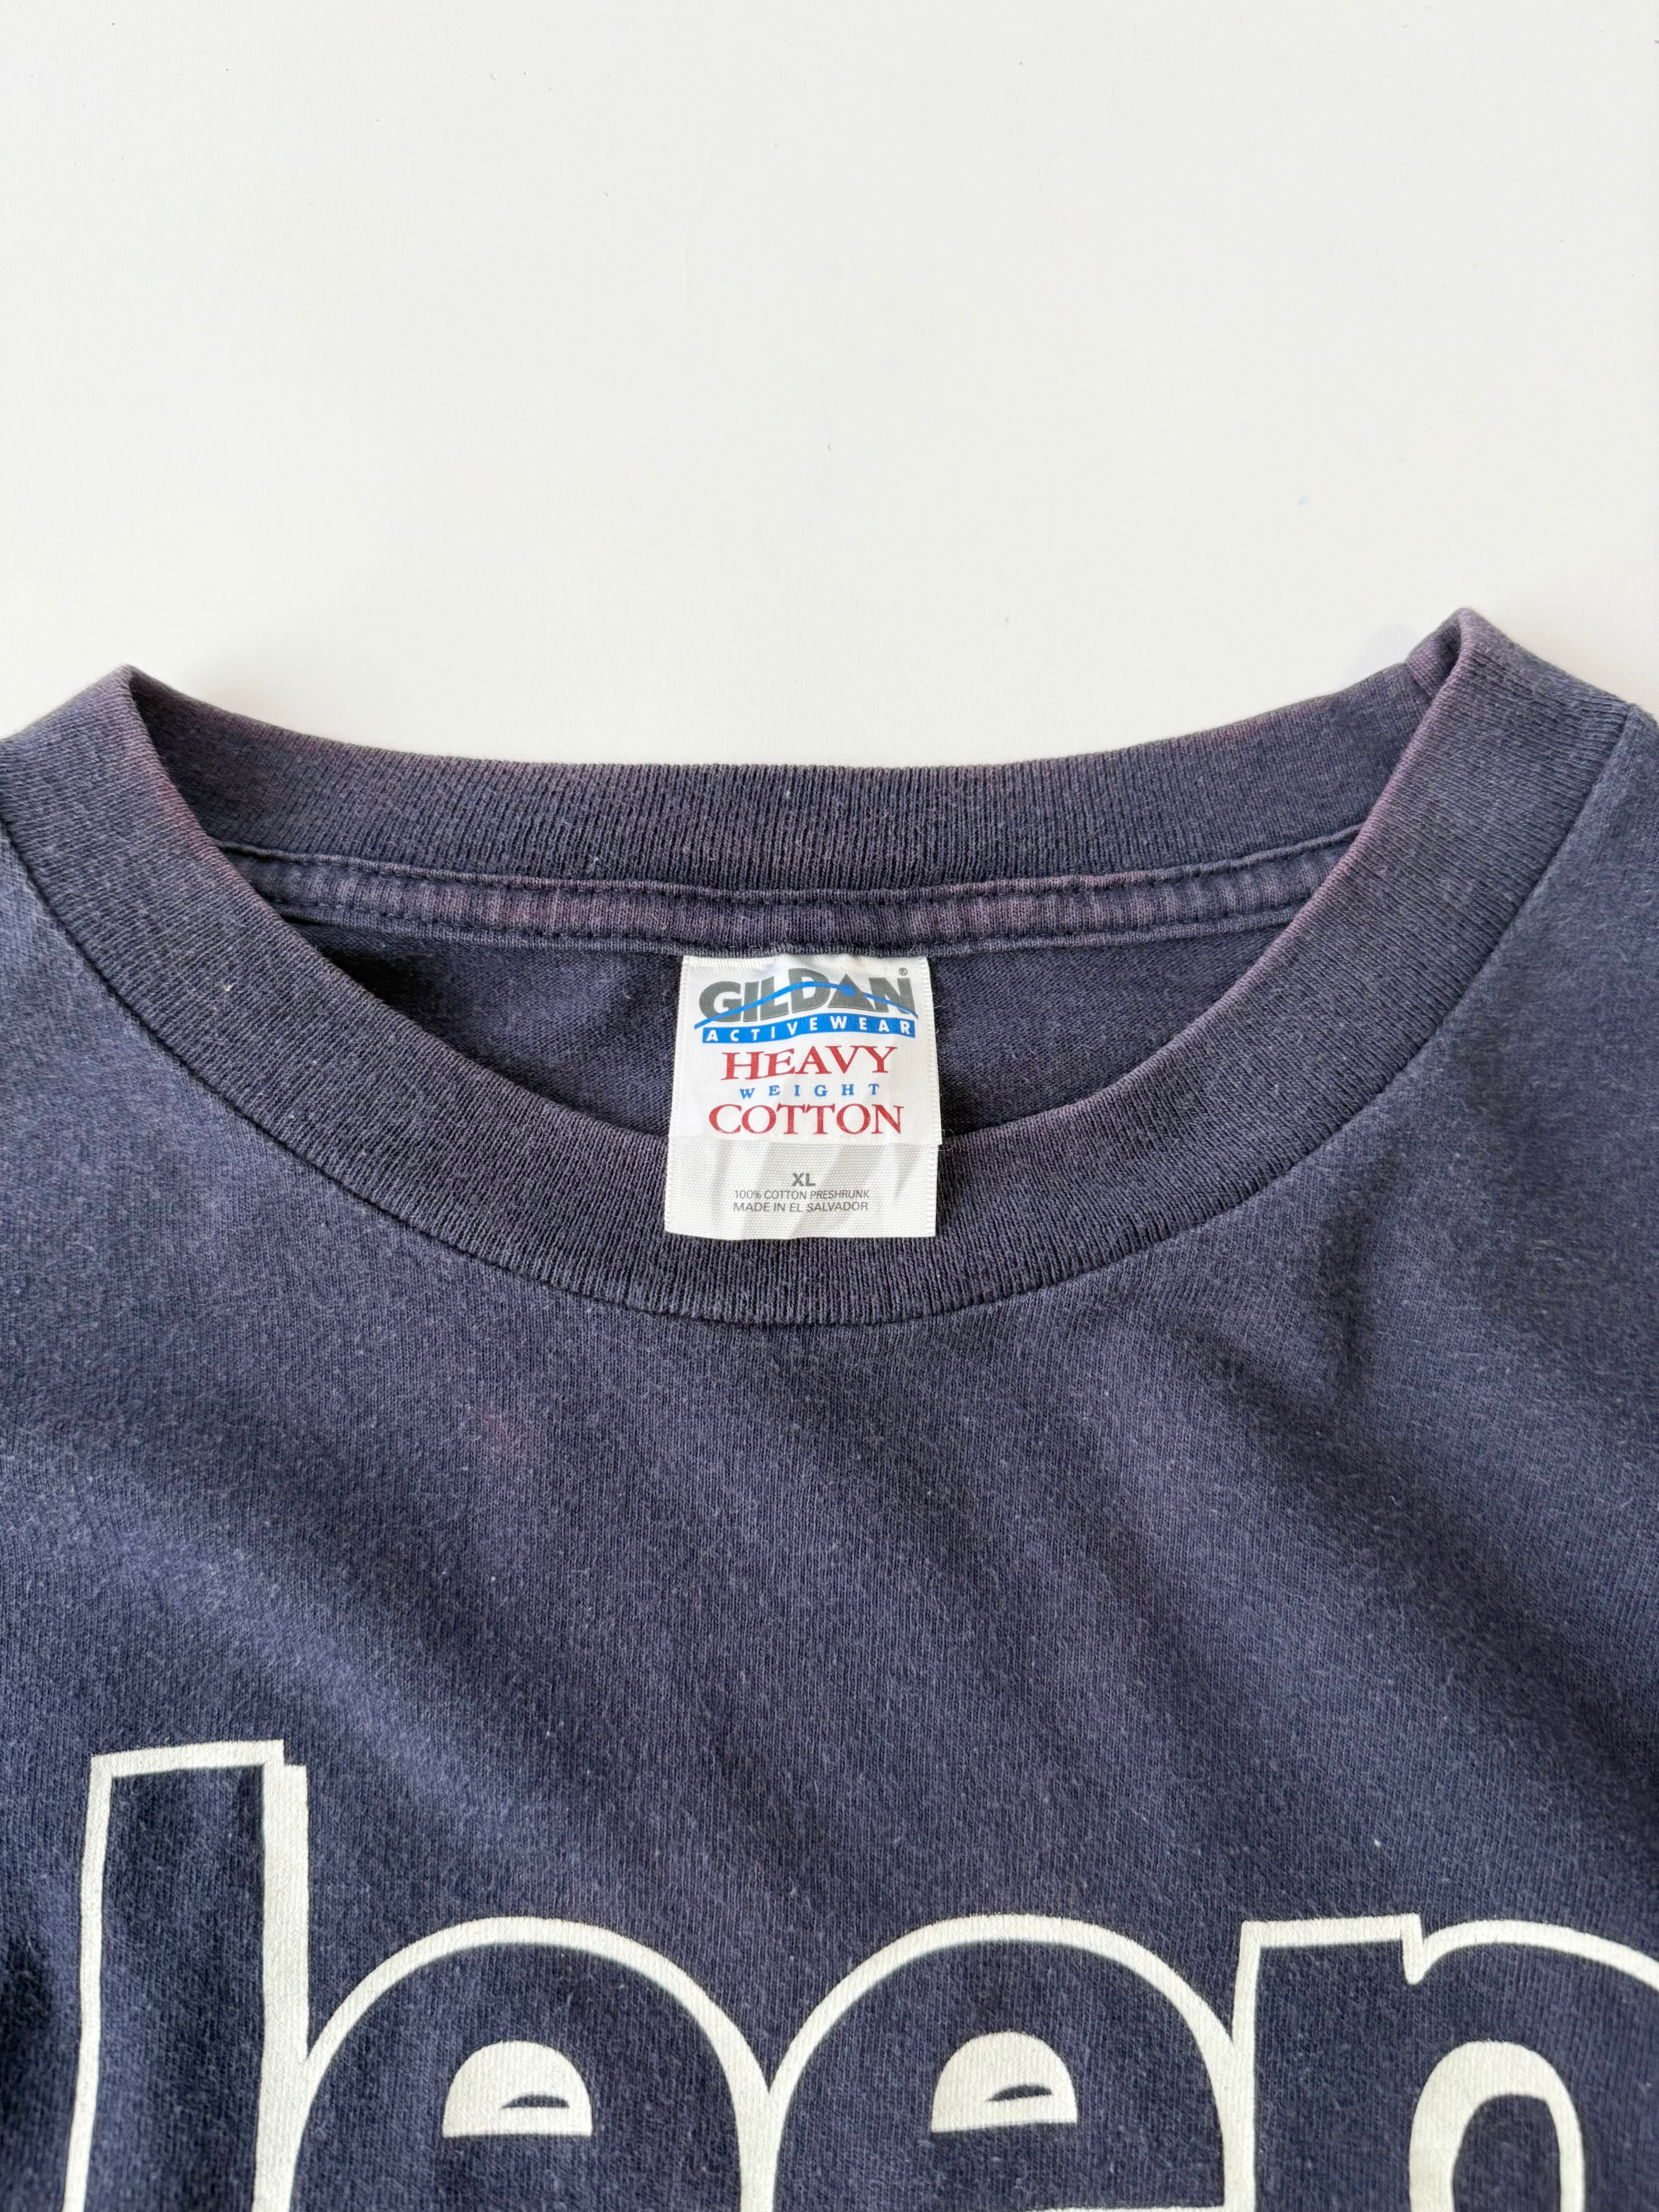 GILDAN®
ACTIVEWEAR
HEAVY
WEIGHT
COTTON
XL
100% COTTON PRESHRUNK
MADE IN EL SALVADOR